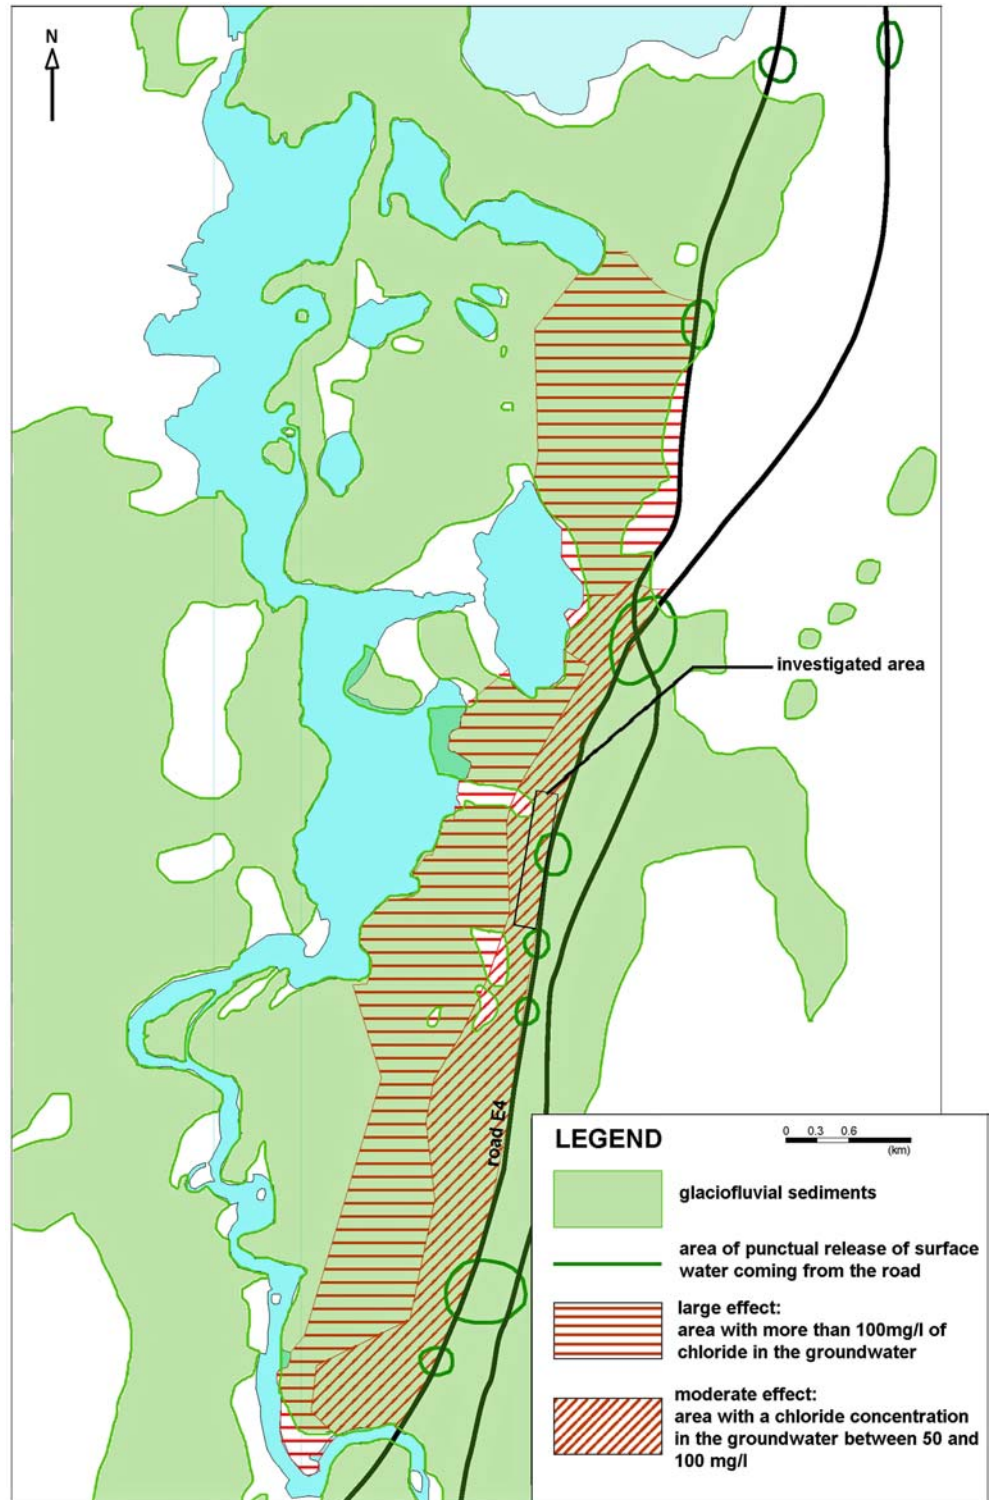 N
investigated area
road E4
LEGEND
0 0.3 0.6
(km)
glaciofluvial sediments
area of punctual release of surface
water coming from the road
large effect:
area with more than 100mg/l of
chloride in the groundwater
moderate effect:
area with a chloride concentration
in the groundwater between 50 and
100 mg/l